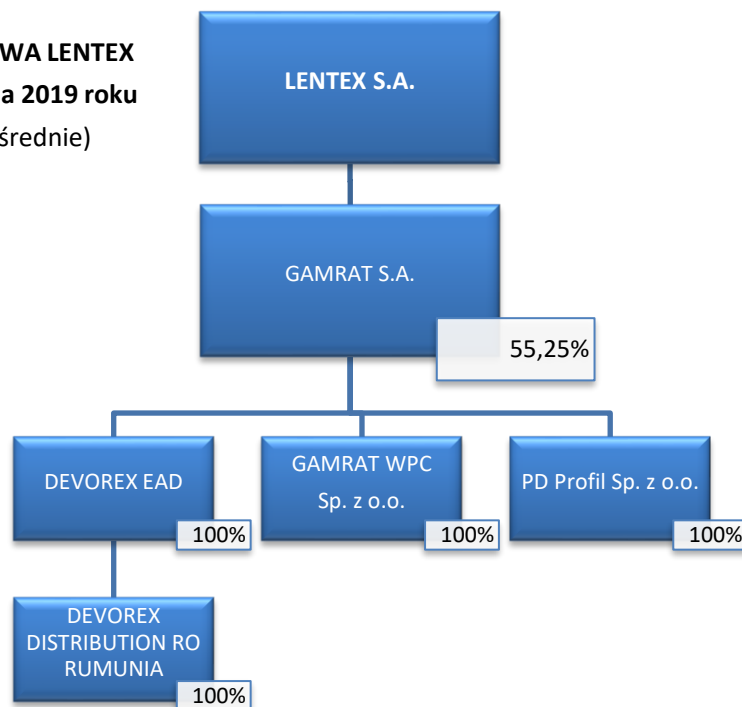 WA LENTEX
a 2019 roku
średnie)
LENTEX S.A.
GAMRAT S.A.
55,25%
DEVOREX EAD
100%
GAMRAT WPC
Sp. z o.o.
100%
PD Profil Sp. z o.o.
100%
DEVOREX
DISTRIBUTION RO
RUMUNIA
100%